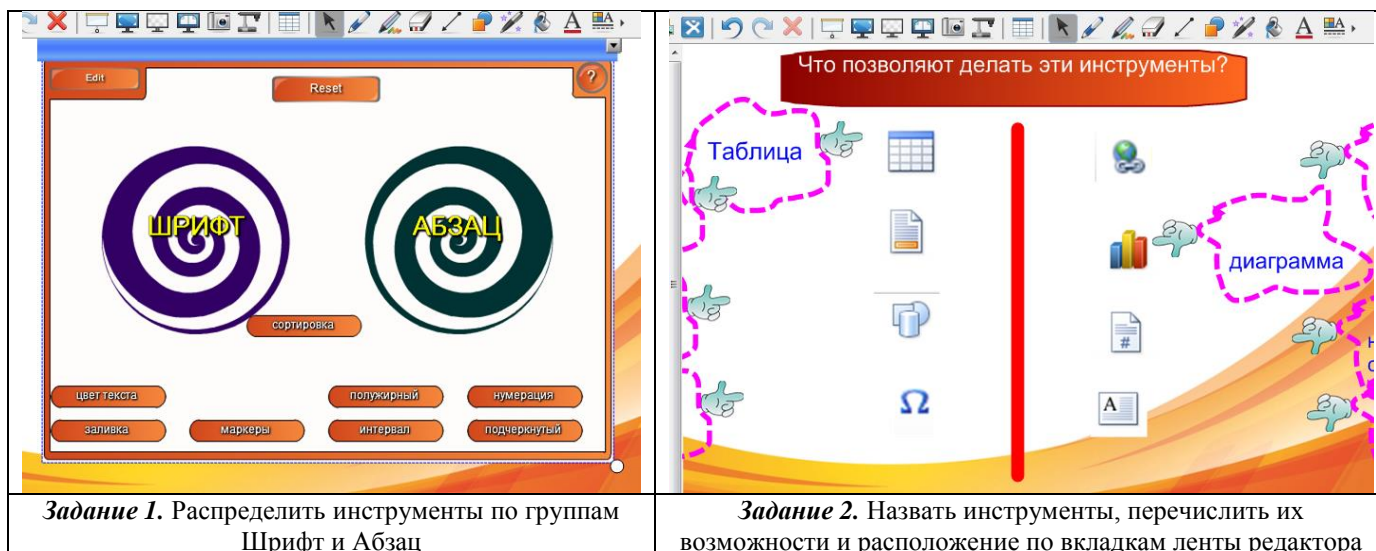 Edit
Reset
?
ШРИФТ
АБЗАЦ
сортировка
цвет текста
полужирный
нумерация
заливка
маркеры
интервал
подчеркнутый
Задание 1. Распределить инструменты по группам
Шрифт и Абзац
Что позволяют делать эти инструменты?
Таблица
диаграмма
Ω
#
A
Задание 2. Назвать инструменты, перечислить их
возможности и расположение по вкладкам ленты редактора